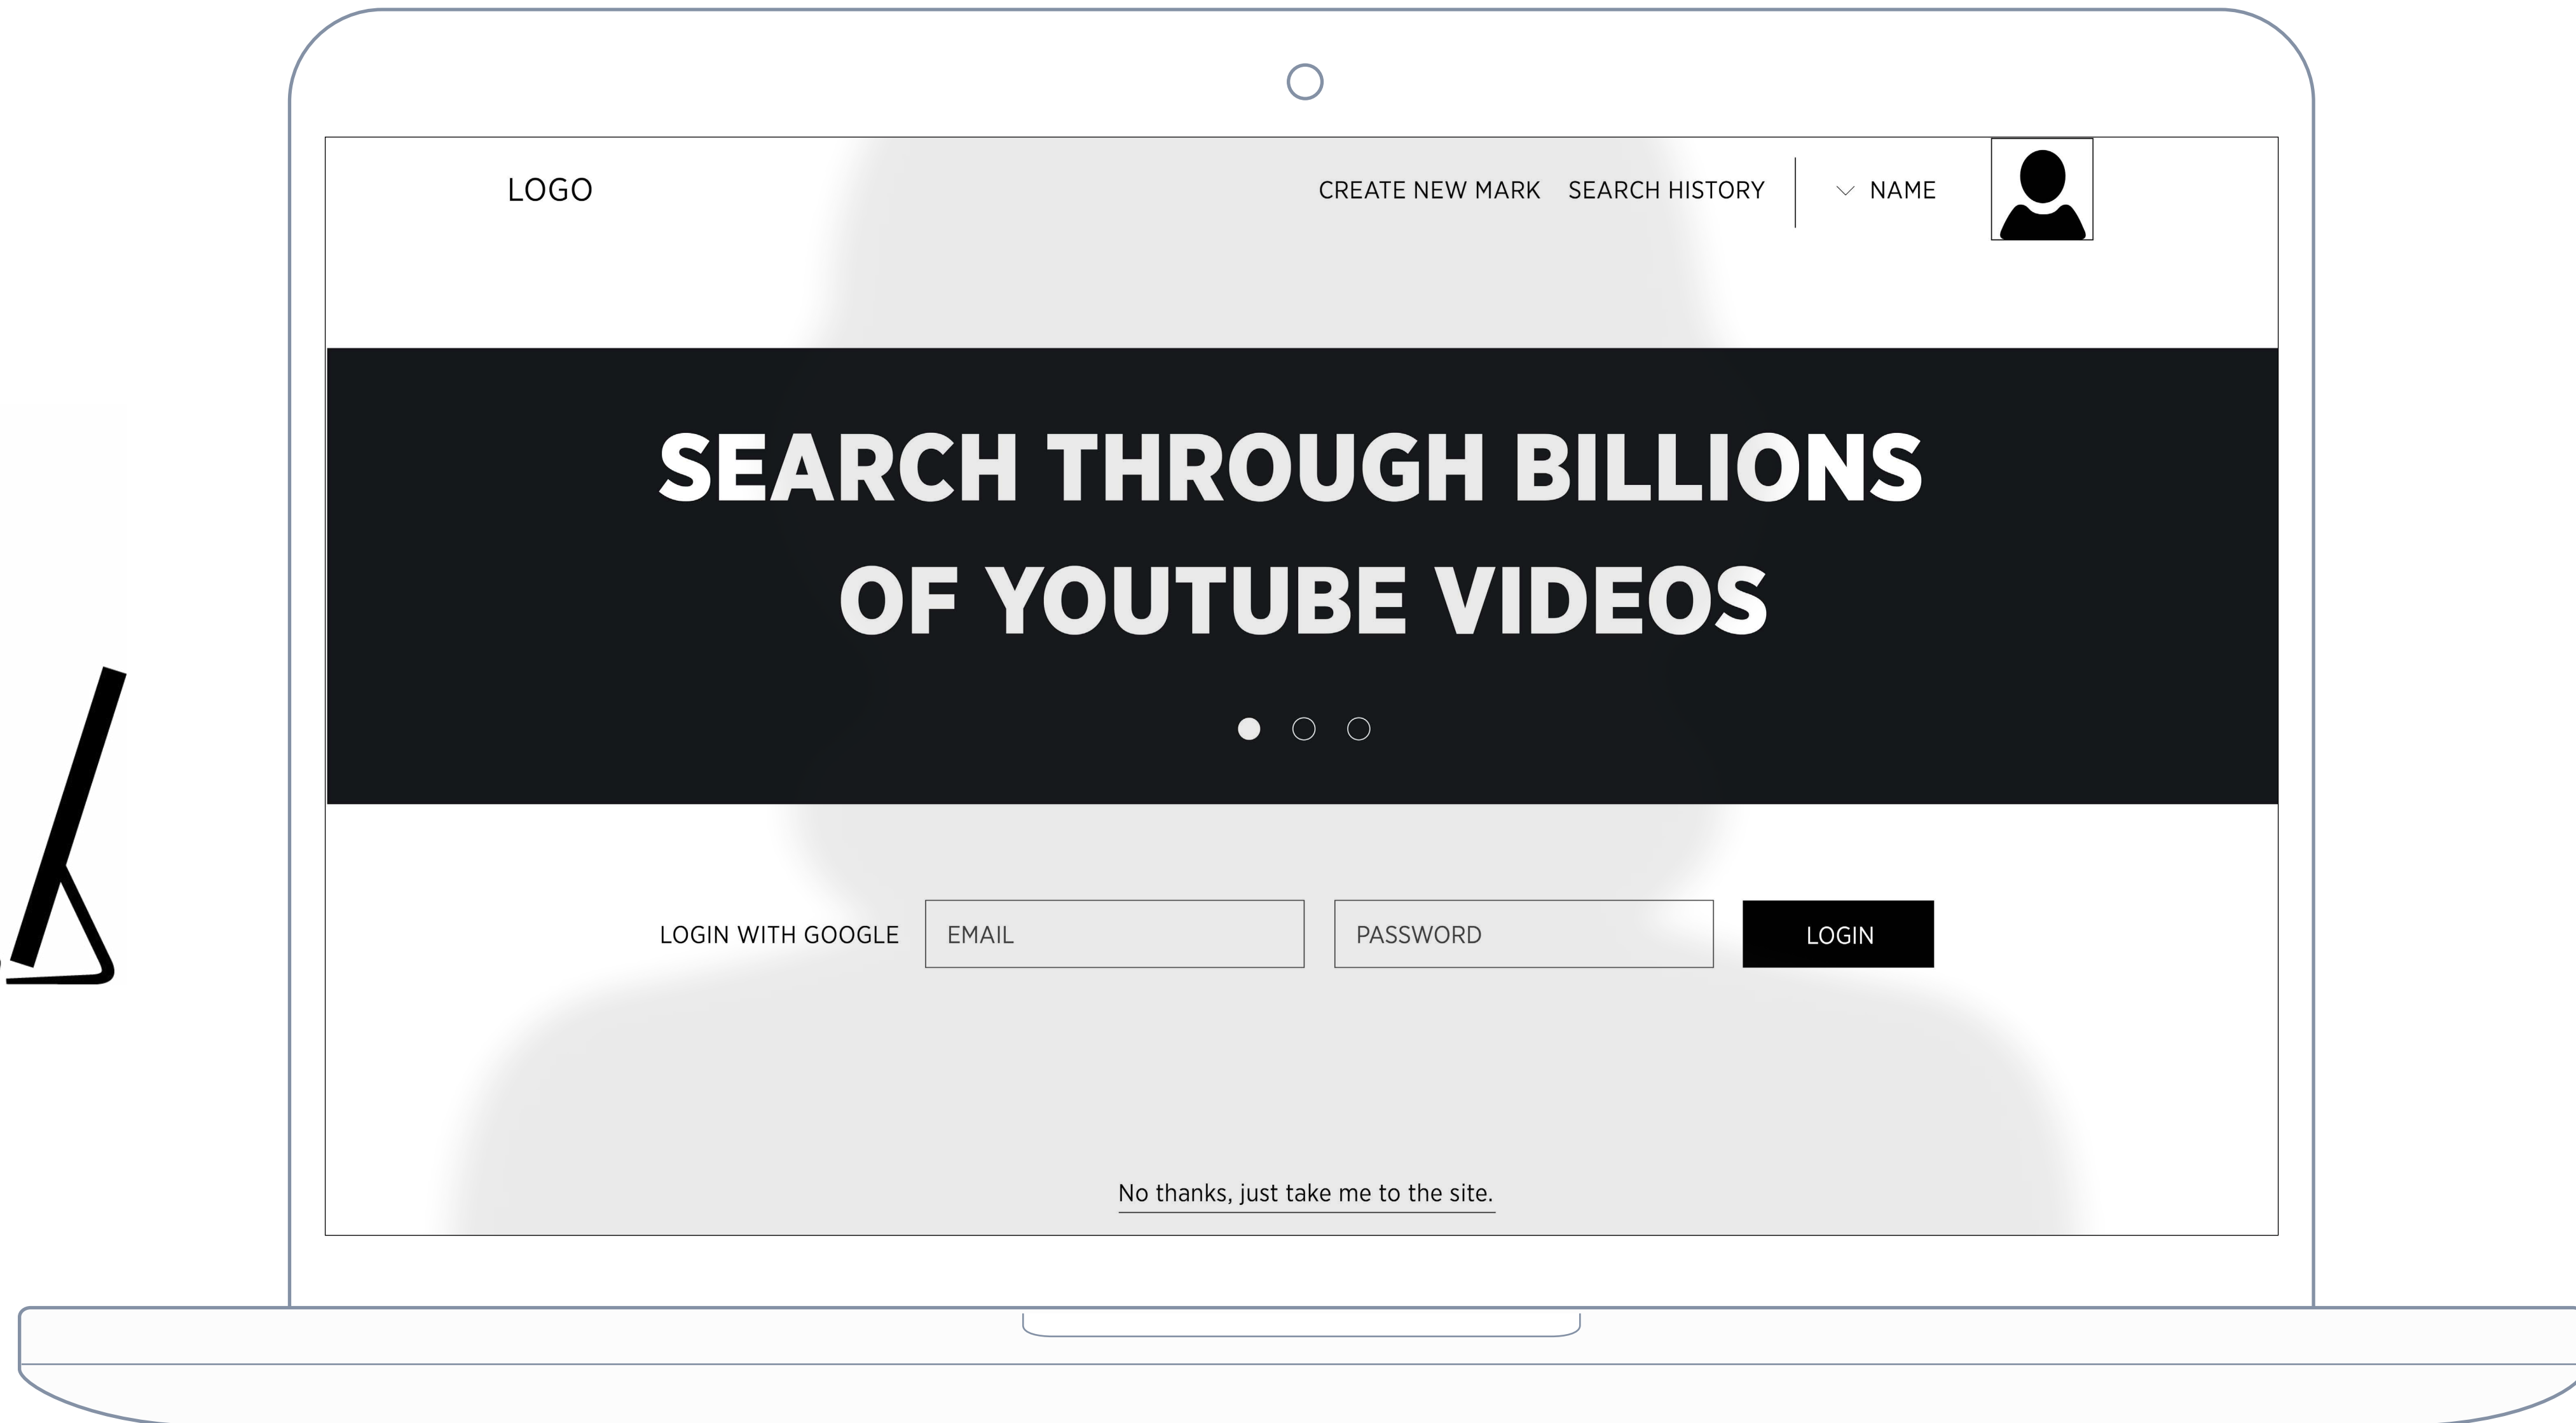 LOGO
CREATE NEW MARK SEARCH HISTORY NAME
SEARCH THROUGH BILLIONS
OF YOUTUBE VIDEOS
LOGIN WITH GOOGLE EMAIL PASSWORD LOGIN
No thanks, just take me to the site.